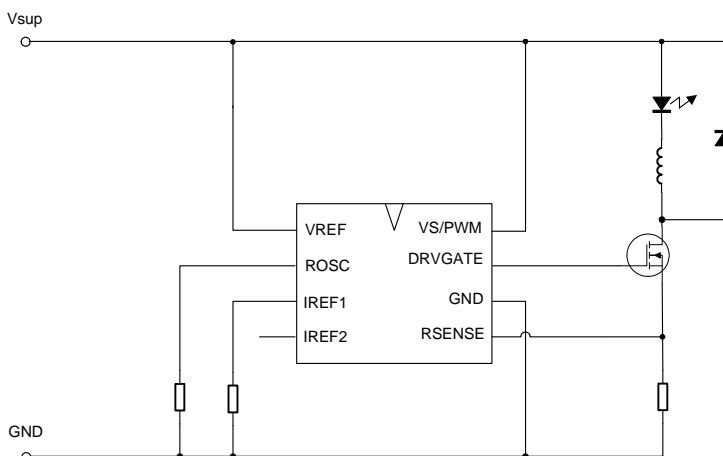 Vsup
VREF
VS/PWM
ROSC
DRVGATE
IREF1
GND
IREF2
RSENSE
GND